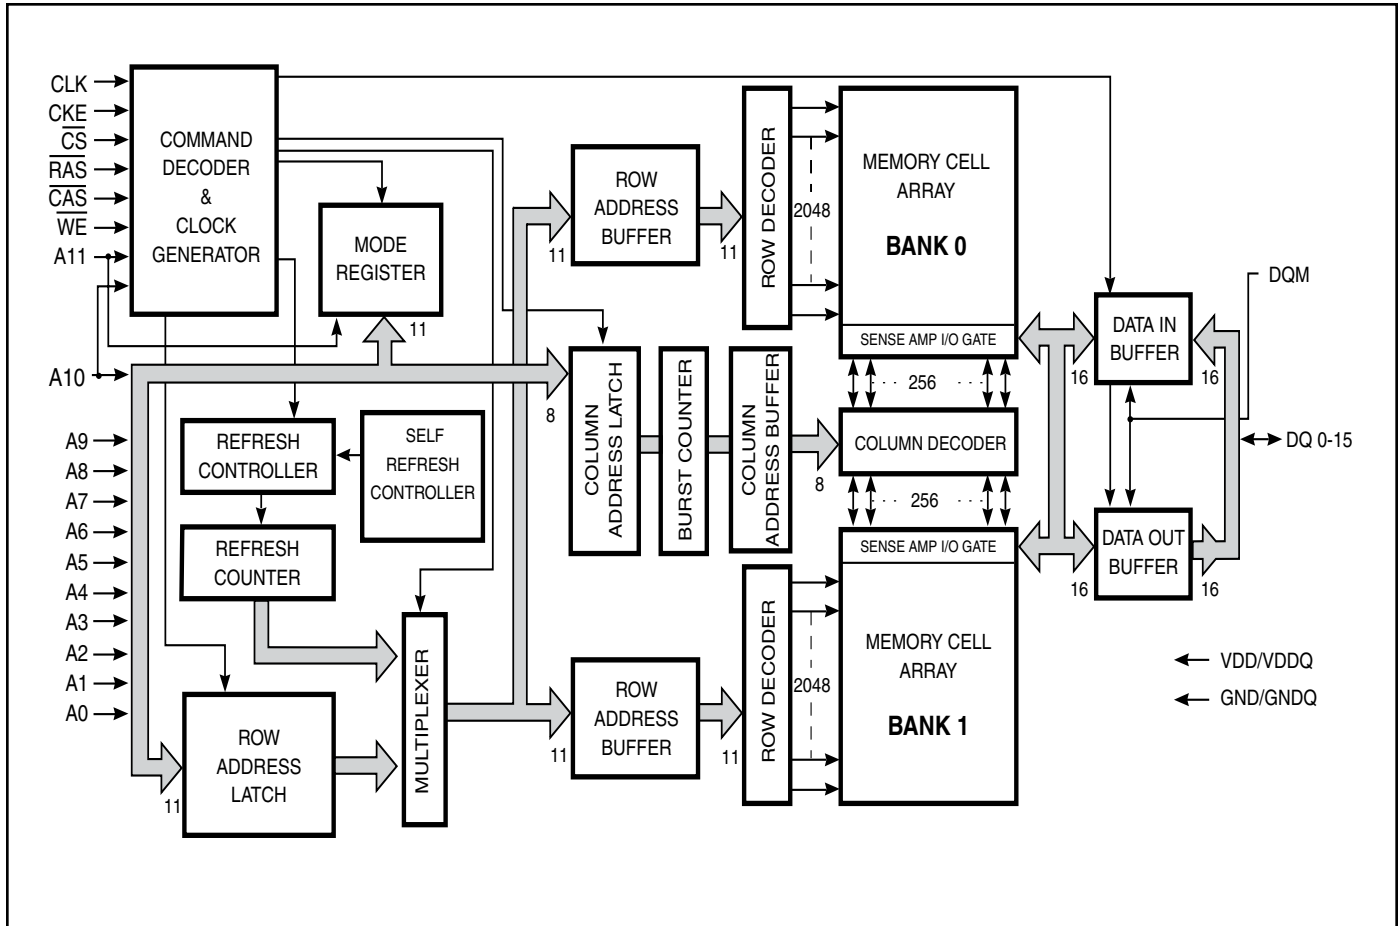 CLK
CKE
CS
RAS
CAS
WE
A11
A10
A9
A8
A7
A6
A5
A4
A3
A2
A1
A0
COMMAND
DECODER
&
CLOCK
GENERATOR
MODE
REGISTER
11
REFRESH
CONTROLLER
SELF
REFRESH
CONTROLLER
REFRESH
COUNTER
ROW
ADDRESS
LATCH
11
MULTIPLEXER
ROW
ADDRESS
BUFFER
11
11
ROW DECODER
2048
MEMORY CELL
ARRAY
BANK 0
SENSE AMP I/O GATE
COLUMN
ADDRESS LATCH
8
BURST COUNTER
COLUMN
ADDRESS BUFFER
8
256
COLUMN DECODER
256
SENSE AMP I/O GATE
MEMORY CELL
ARRAY
BANK 1
ROW
ADDRESS
BUFFER
11
11
ROW DECODER
2048
DATA IN
BUFFER
16
16
DATA OUT
BUFFER
16
16
DQM
DQ 0-15
VDD/VDDQ
GND/GNDQ